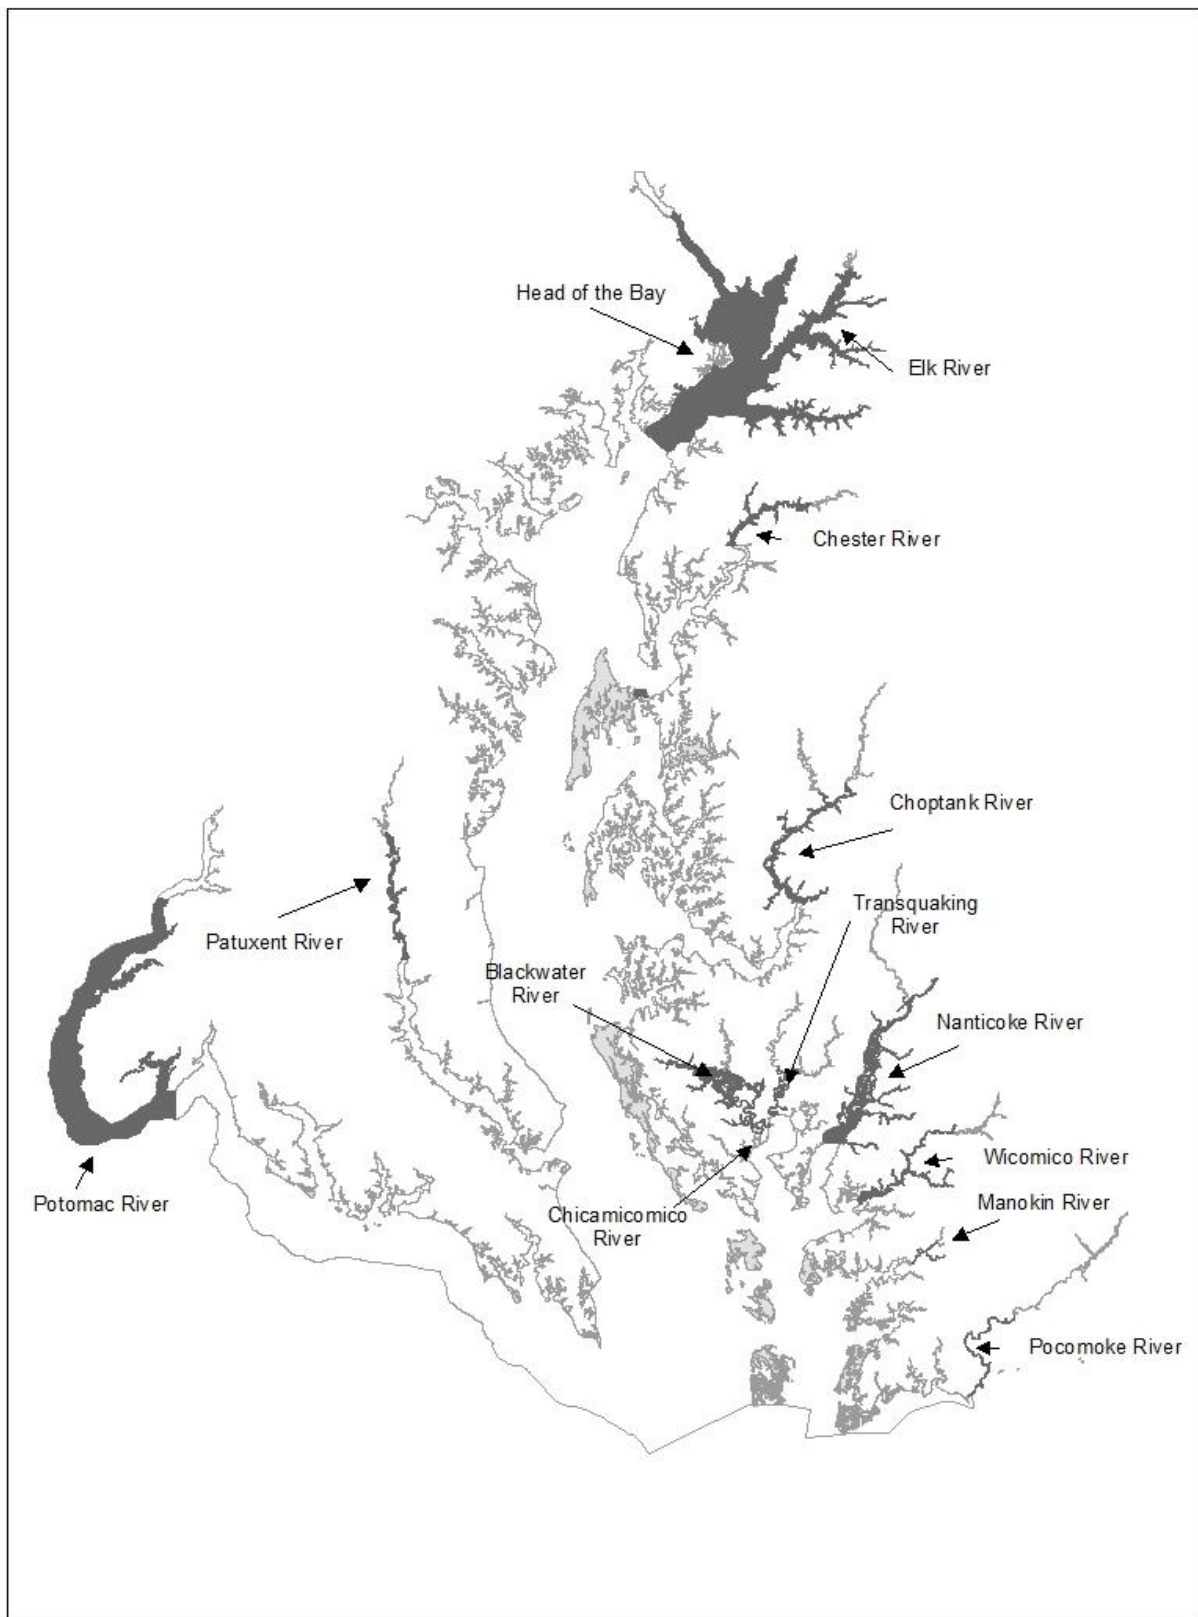 Head of the Bay
Elk River
Chester River
Choptank River
Transquaking
River
Patuxent River
Blackwater
River
Nanticoke River
Wicomico River
Potomac River
Manokin River
Chicamicomico
River
Pocomoke River